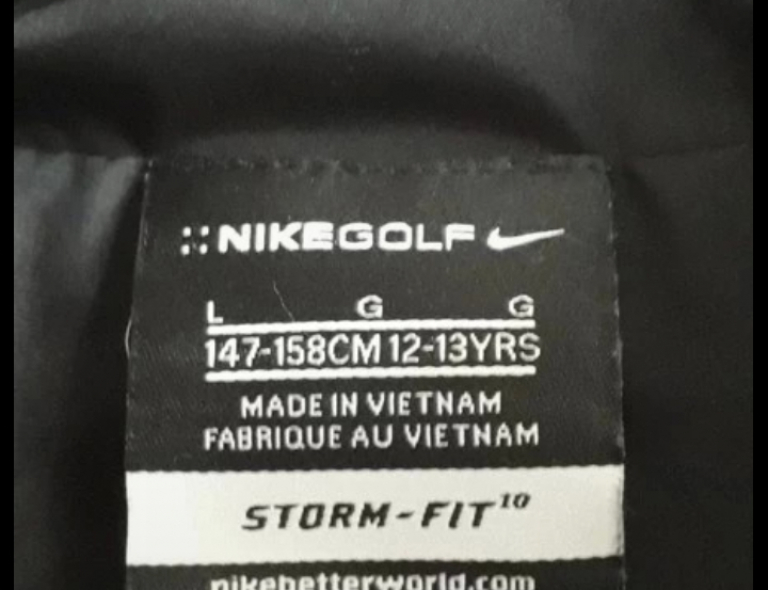 NIKEGOLF
L G G
147-158CM 12-13YRS
MADE IN VIETNAM
FABRIQUE AU VIETNAM
STORM-FIT10
nikebetterworld.com